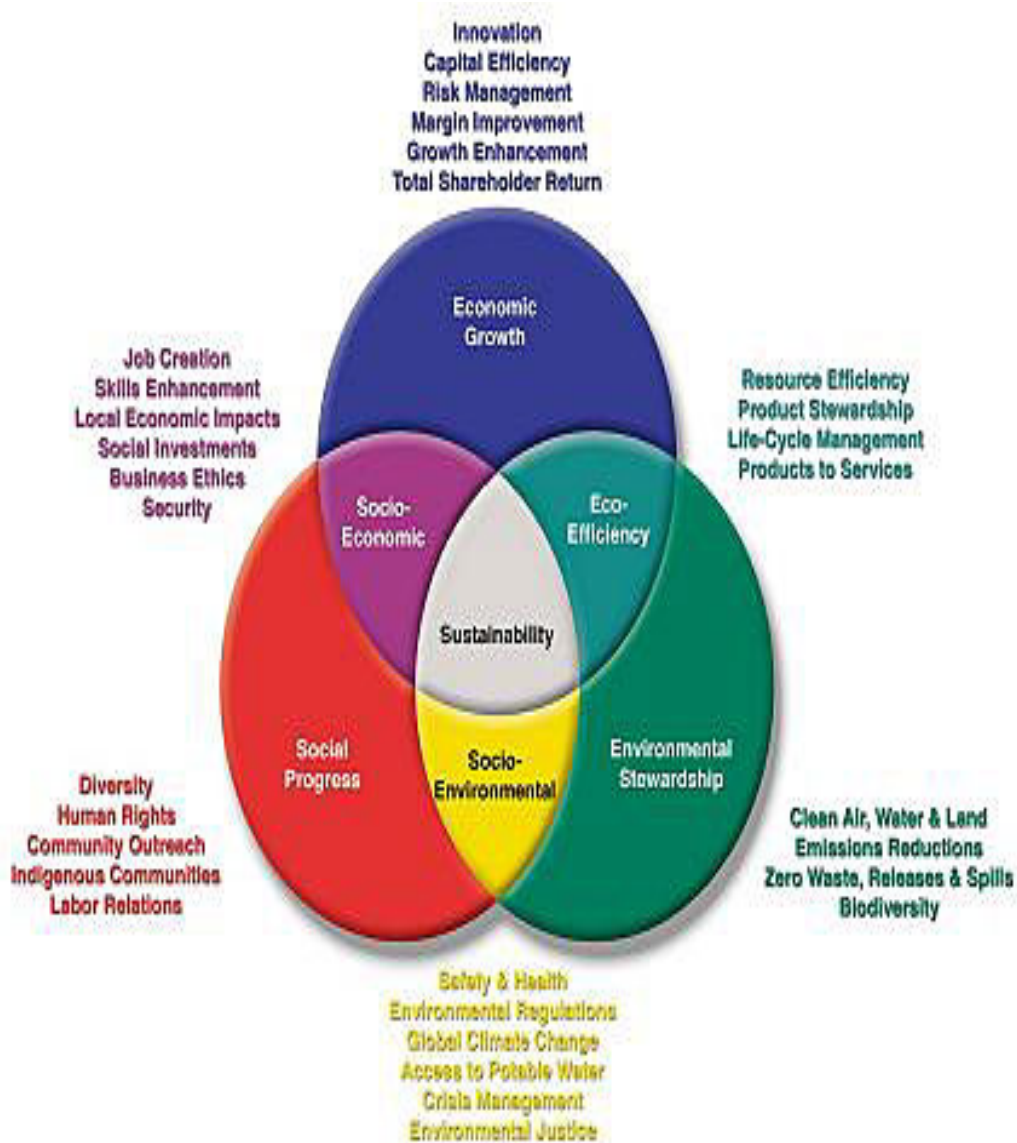 Innovation
Capital Efficiency
Risk Management
Margin Improvement
Growth Enhancement
Total Shareholder Return
Economic
Growth
Job Creation
Skills Enhancement
Local Economic Impacts
Social Investments
Business Ethics
Security
Resource Efficiency
Product Stewardship
Life-Cycle Management
Products to Services
Socio-
Economic
Eco-
Efficiency
Sustainability
Social
Progress
Socio-
Environmental
Environmental
Stewardship
Diversity
Human Rights
Community Outreach
Indigenous Communities
Labor Relations
Clean Air, Water & Land
Emissions Reductions
Zero Waste, Releases & Spills
Biodiversity
Safety & Health
Environmental Regulations
Global Climate Change
Access to Potable Water
Crisis Management
Environmental Justice